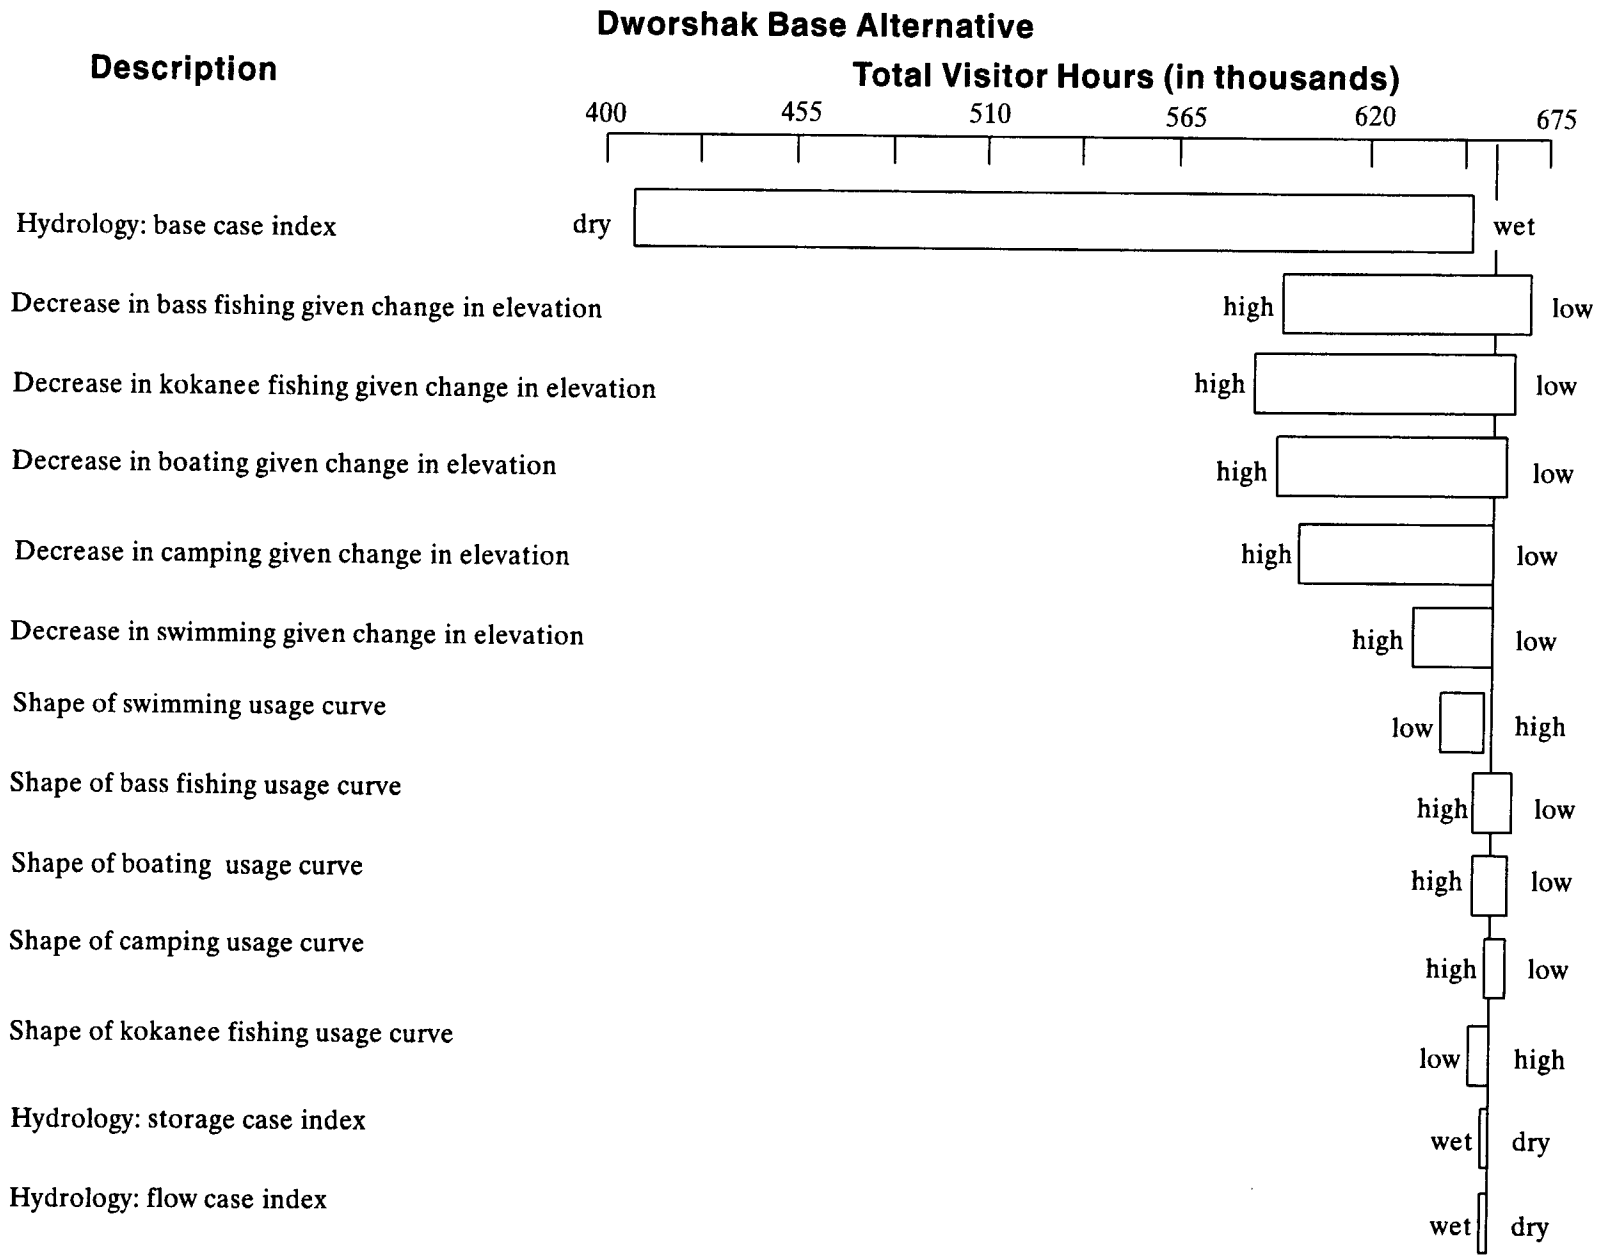 Dworshak Base Alternative
Description
Total Visitor Hours (in thousands)
400 455 510 565 620 675
Hydrology: base case index dry wet
Decrease in bass fishing given change in elevation high low
Decrease in kokanee fishing given change in elevation high low
Decrease in boating given change in elevation high low
Decrease in camping given change in elevation high low
Decrease in swimming given change in elevation high low
Shape of swimming usage curve low high
Shape of bass fishing usage curve high low
Shape of boating usage curve high low
Shape of camping usage curve high low
Shape of kokanee fishing usage curve low high
Hydrology: storage case index wet dry
Hydrology: flow case index wet dry